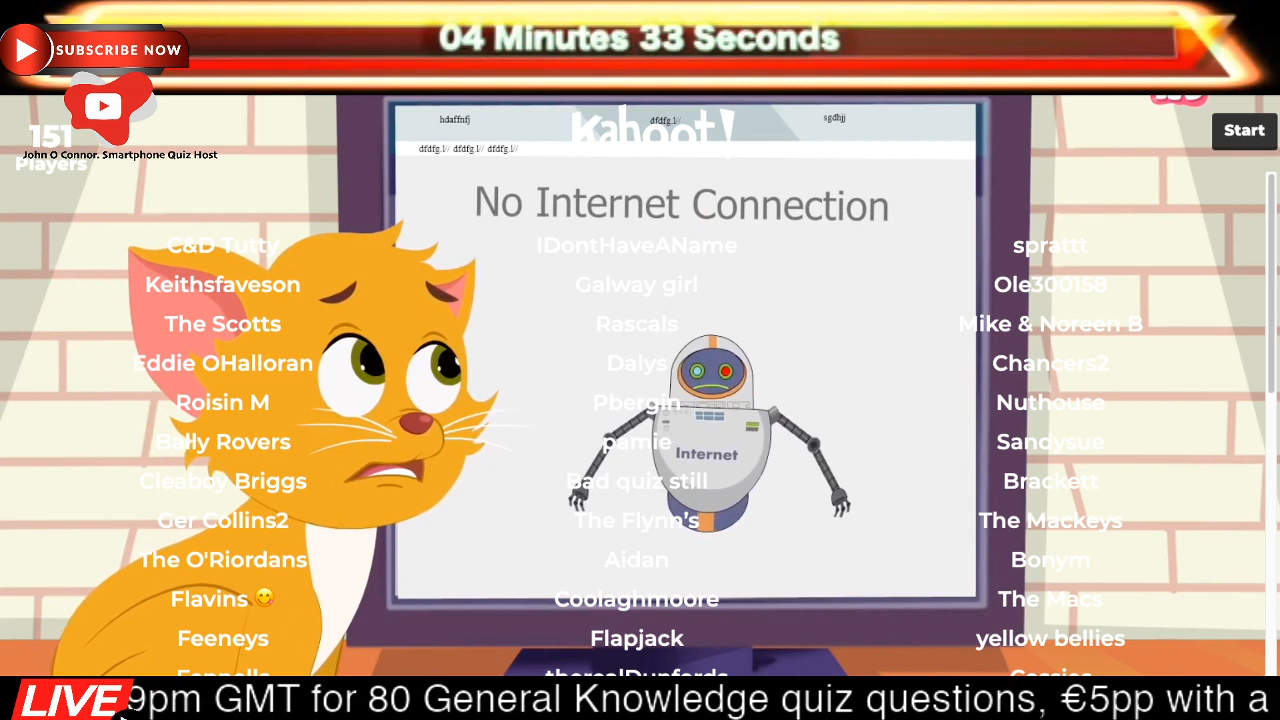 04 Minutes 33 Seconds
SUBSCRIBE NOW
hdaffnfj
dfdfg.l//
sgdhjj
Kahoot!
Start
151
John O Connor. Smartphone Quiz Host
Players
dfdfg.l// dfdfg.l// dfdfg.l//
No Internet Connection
C&D Tutty
IDontHaveAName
sprattt
Keithsfaveson
Galway girl
Ole300158
The Scotts
Rascals
Mike & Noreen B
Eddie OHalloran
Dalys
Chancers2
Roisin M
Pbergin
Nuthouse
Bally Rovers
pamie
Sandysue
Internet
Cleaboy Briggs
Bad quiz still
Brackett
Ger Collins2
The Flynn's
The Mackeys
The O'Riordans
Aidan
Bonym
Flavins 😋
Coolaghmoore
The Macs
Feeneys
Flapjack
yellow bellies
LIVE
9pm GMT for 80 General Knowledge quiz questions, €5pp with a